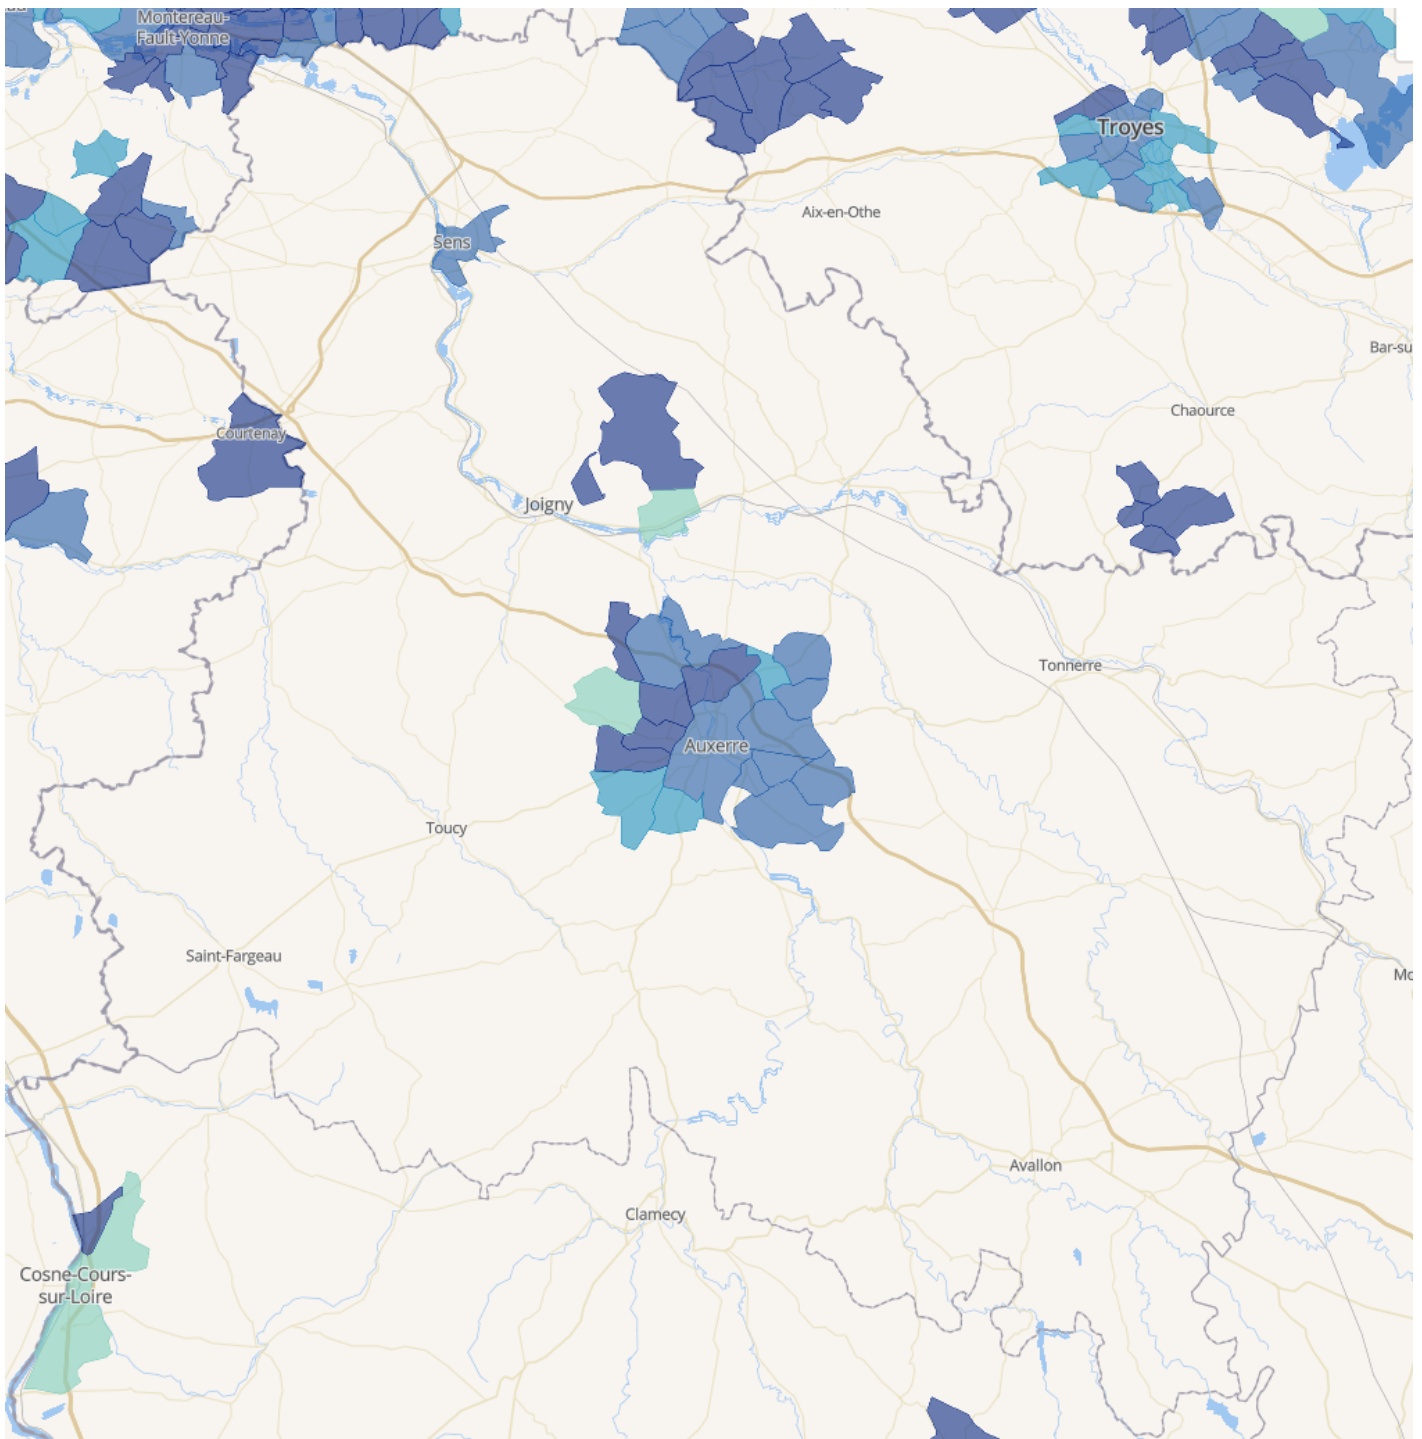 Montereau-
Fault-Yonne
Troyes
Aix-en-Othe
Sens
Bar-su
Chaource
Courtenay
Joigny
Tonnerre
Auxerre
Toucy
Saint-Fargeau
Mo
Avallon
Clamecy
Cosne-Cours-
sur-Loire